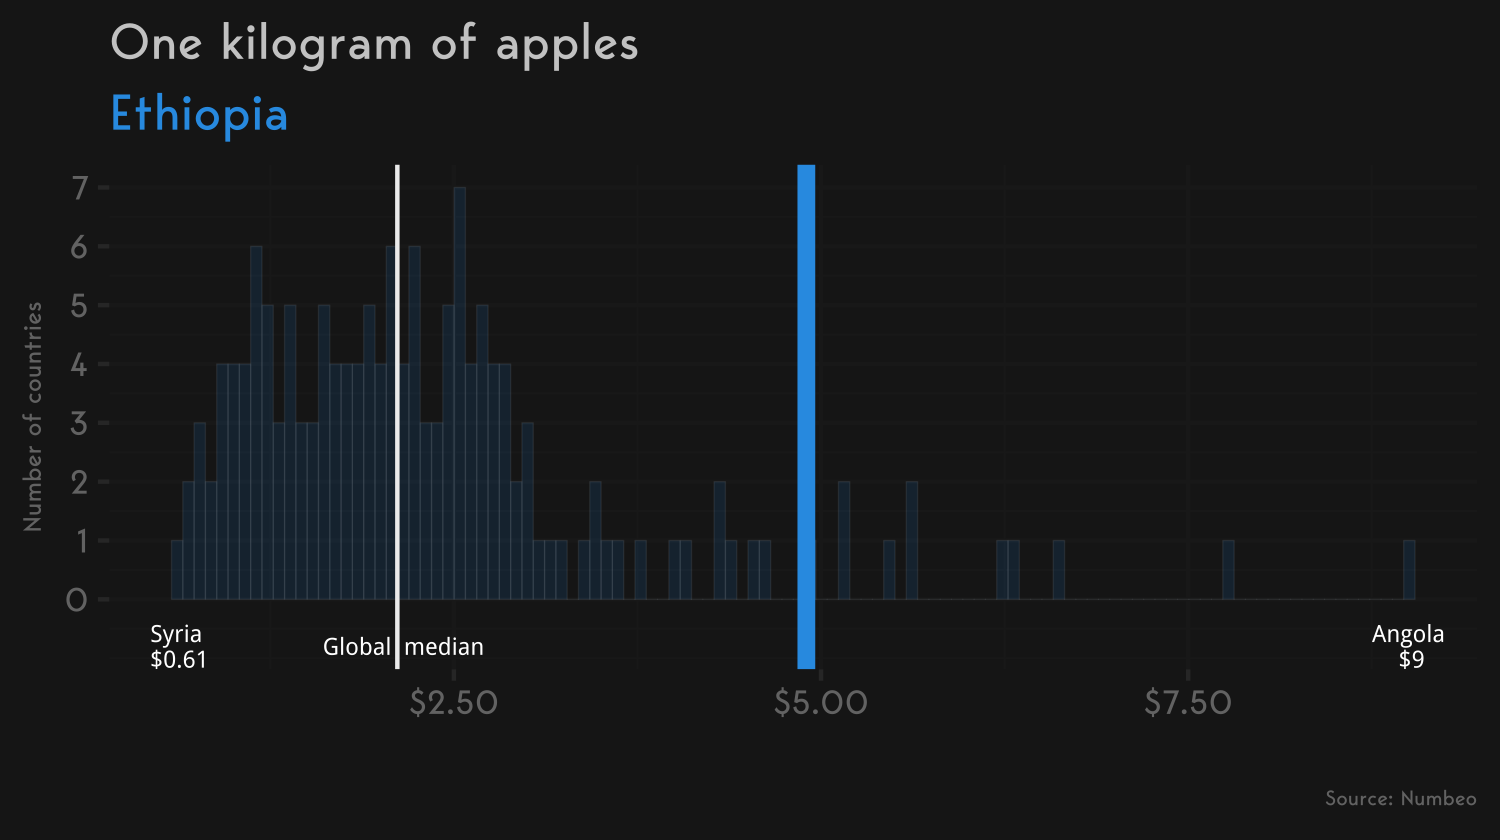 One kilogram of apples
Ethiopia
Number of countries
7
6
5
4
3
2
1
0
Syria
$0.61
Global median
Angola
$9
$2.50
$5.00
$7.50
Source: Numbeo